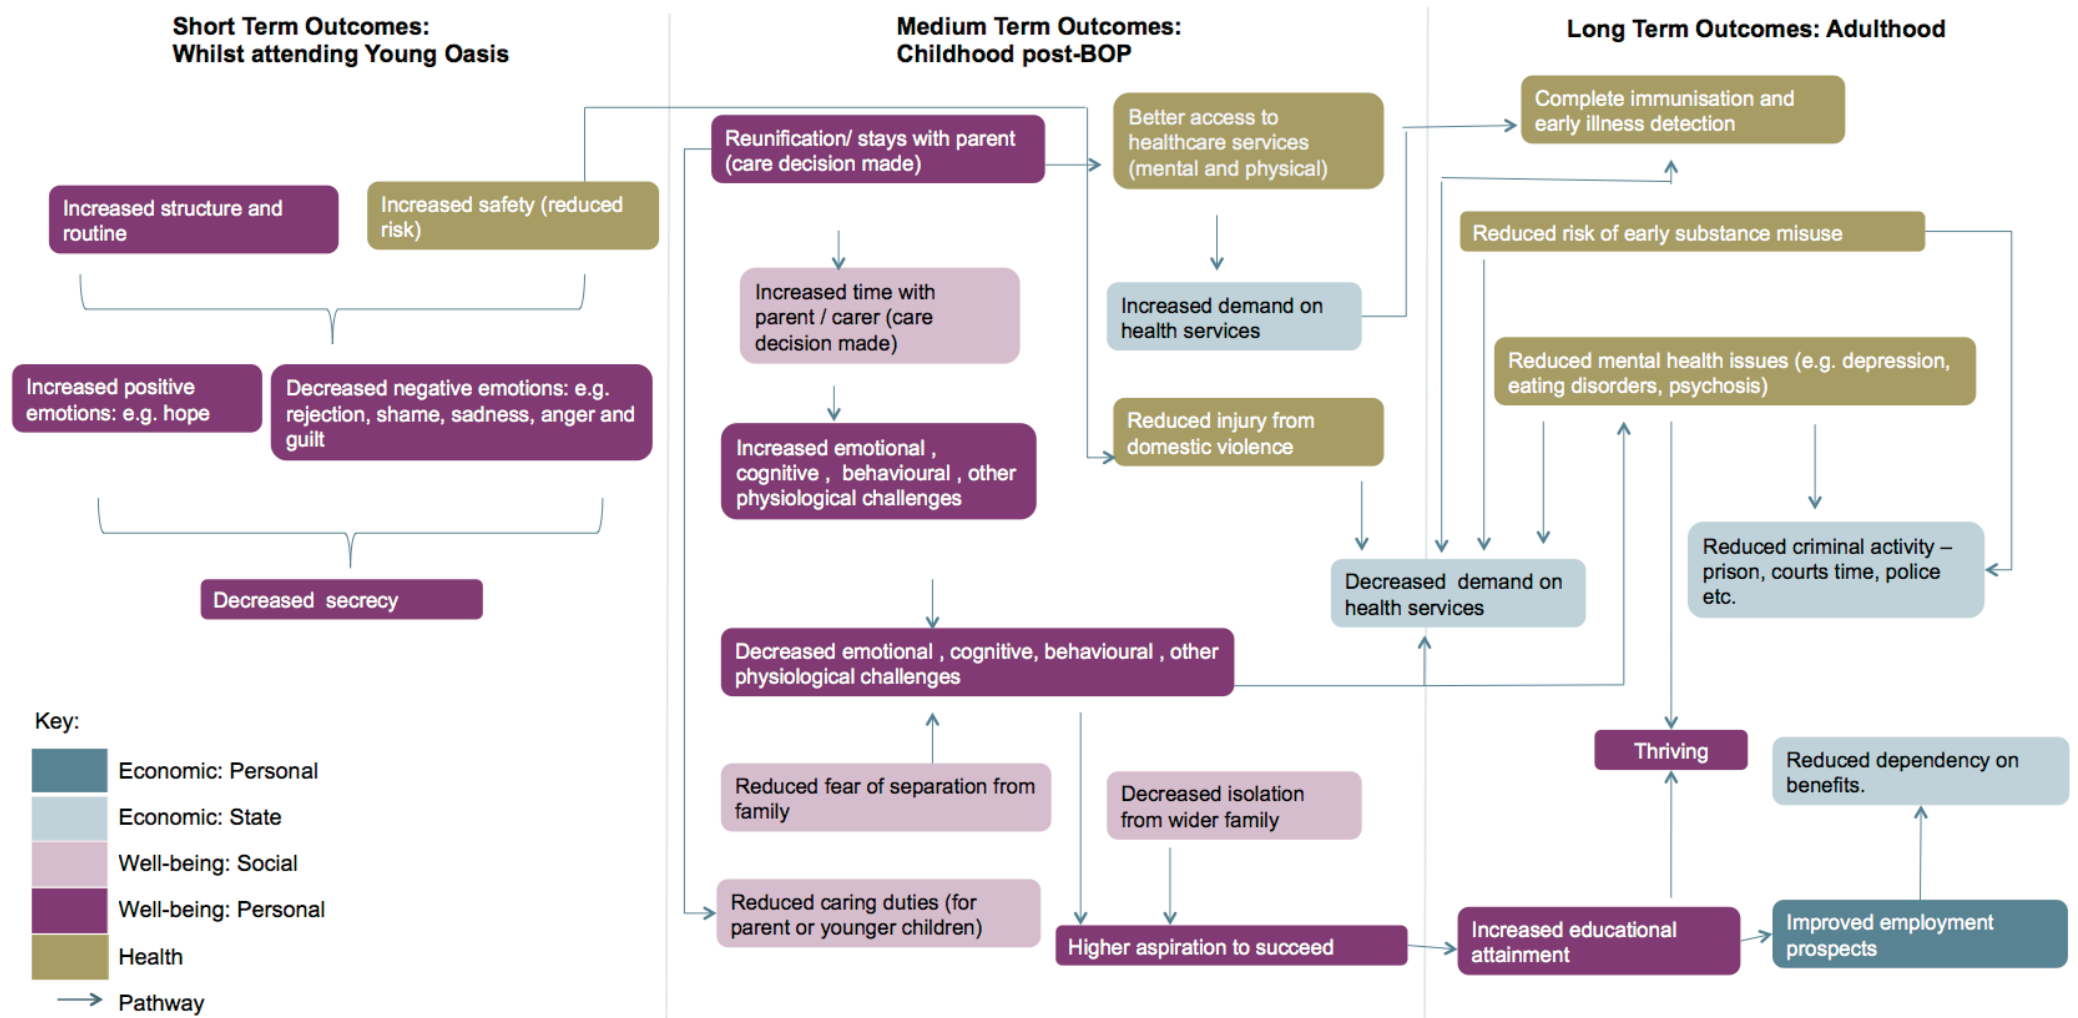 Short Term Outcomes:
Whilst attending Young Oasis
Increased structure and
routine
Increased safety (reduced
risk)
Increased positive
emotions: e.g. hope
Decreased negative emotions: e.g.
rejection, shame, sadness, anger and
guilt
Decreased  secrecy
Key:
Economic: Personal
Economic: State
Well-being: Social
Well-being: Personal
Health
Pathway
Medium Term Outcomes:
Childhood post-BOP
Reunification/ stays with parent
(care decision made)
Better access to
healthcare services
(mental and physical)
Increased time with
parent / carer (care
decision made)
Increased demand on
health services
Increased emotional ,
cognitive ,  behavioural , other
physiological challenges
Reduced injury from
domestic violence
Decreased  demand on
health services
Decreased emotional , cognitive, behavioural , other
physiological challenges
Reduced fear of separation from
family
Decreased isolation
from wider family
Reduced caring duties (for
parent or younger children)
Higher aspiration to succeed
Long Term Outcomes: Adulthood
Complete immunisation and
early illness detection
Reduced risk of early substance misuse
Reduced mental health issues (e.g. depression,
eating disorders, psychosis)
Reduced criminal activity –
prison, courts time, police
etc.
Thriving
Reduced dependency on
benefits.
Increased educational
attainment
Improved employment
prospects